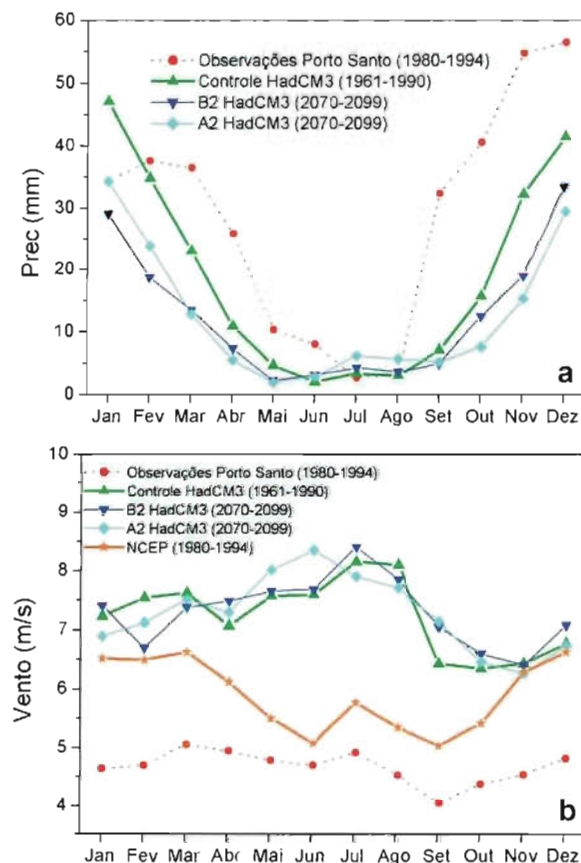 60
50
40
30
20
10
0
Prec (mm)
Observações Porto Santo (1980-1994)
Controle HadCM3 (1961-1990)
B2 HadCM3 (2070-2099)
A2 HadCM3 (2070-2099)
a
Jan Fev Mar Abr Mai Jun Jul Ago Set Out Nov Dez
10
9
8
7
6
5
4
Vento (m/s)
Observações Porto Santo (1980-1994)
Controle HadCM3 (1961-1990)
B2 HadCM3 (2070-2099)
A2 HadCM3 (2070-2099)
NCEP (1980-1994)
b
Jan Fev Mar Abr Mai Jun Jul Ago Set Out Nov Dez